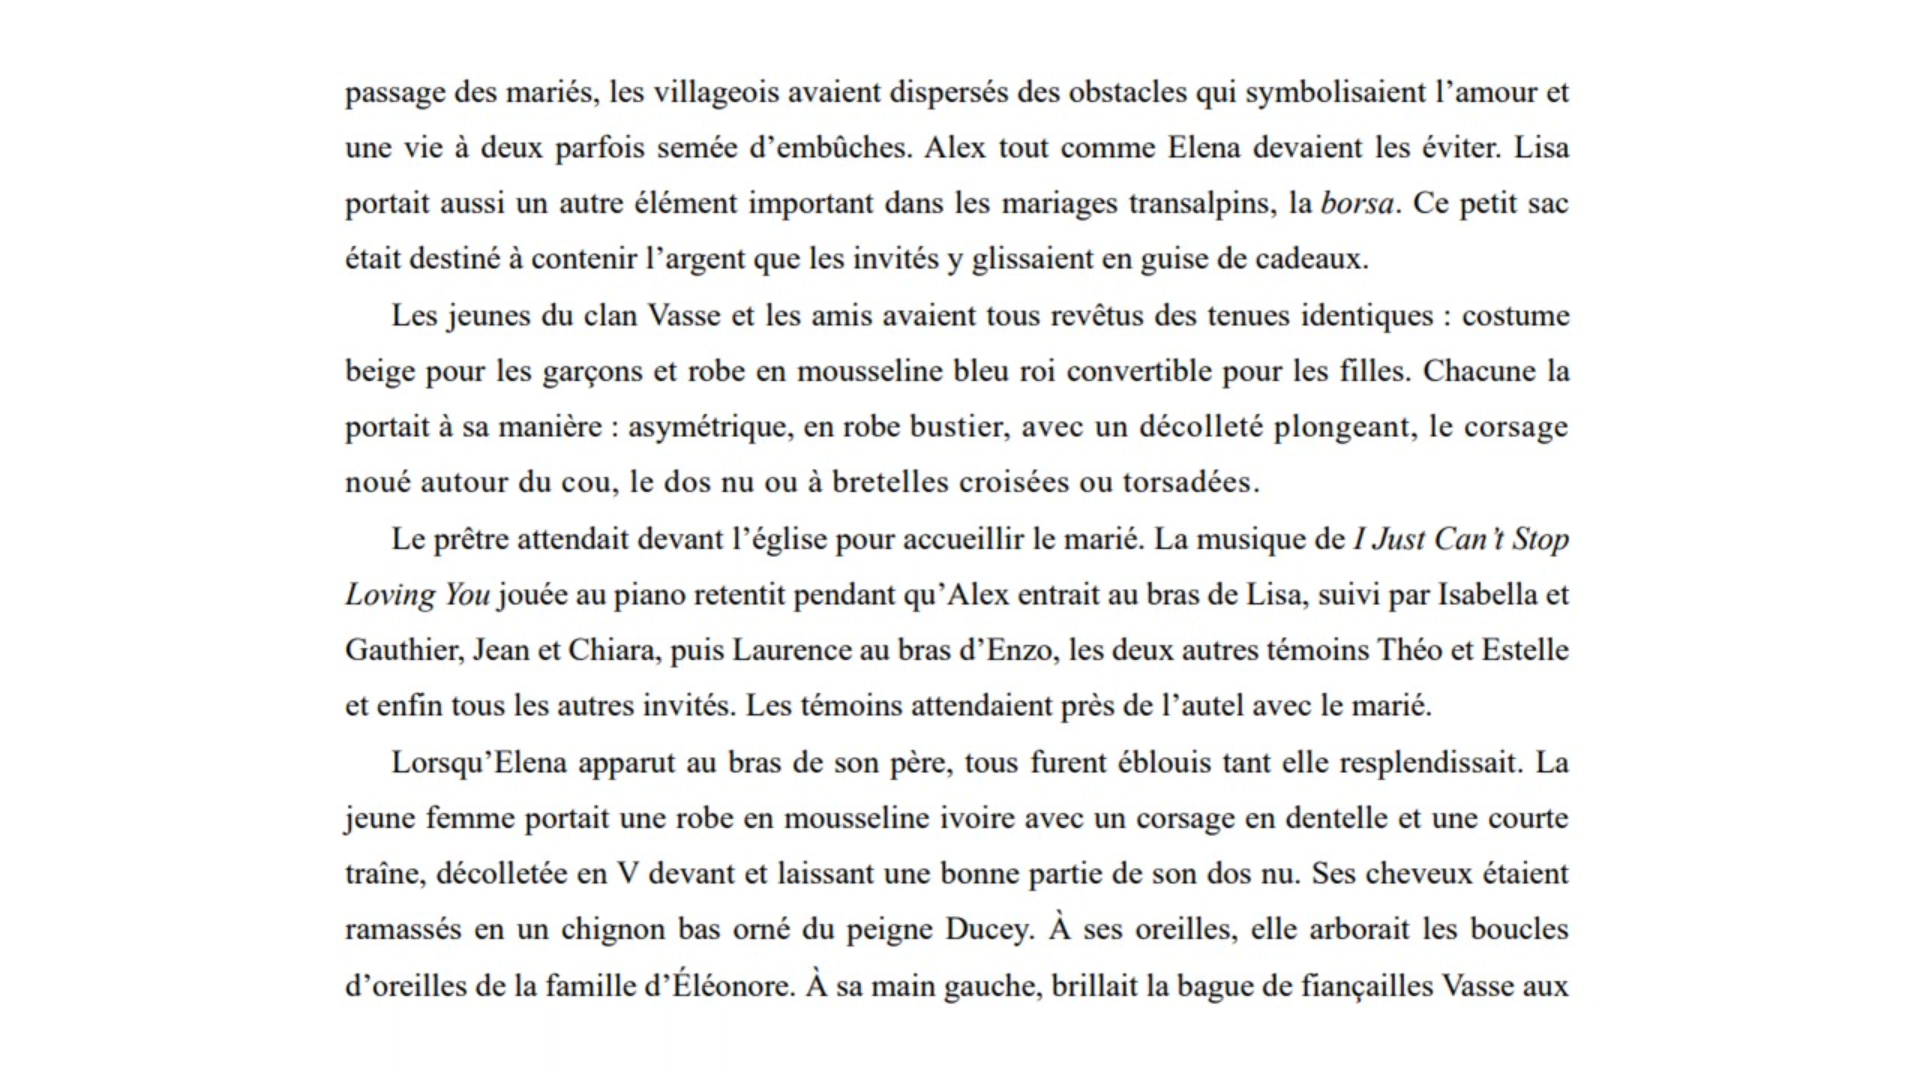 passage des mariés, les villageois avaient dispersés des obstacles qui symbolisaient l’amour et
une vie à deux parfois semée d’embûches. Alex tout comme Elena devaient les éviter. Lisa
portait aussi un autre élément important dans les mariages transalpins, la borsa. Ce petit sac
était destiné à contenir l’argent que les invités y glissaient en guise de cadeaux.
Les jeunes du clan Vasse et les amis avaient tous revêtus des tenues identiques : costume
beige pour les garçons et robe en mousseline bleu roi convertible pour les filles. Chacune la
portait à sa manière : asymétrique, en robe bustier, avec un décolleté plongeant, le corsage
noué autour du cou, le dos nu ou à bretelles croisées ou torsadées.
Le prêtre attendait devant l’église pour accueillir le marié. La musique de I Just Can’t Stop
Loving You jouée au piano retentit pendant qu’Alex entrait au bras de Lisa, suivi par Isabella et
Gauthier, Jean et Chiara, puis Laurence au bras d’Enzo, les deux autres témoins Théo et Estelle
et enfin tous les autres invités. Les témoins attendaient près de l’autel avec le marié.
Lorsqu’Elena apparut au bras de son père, tous furent éblouis tant elle resplendissait. La
jeune femme portait une robe en mousseline ivoire avec un corsage en dentelle et une courte
traîne, décolletée en V devant et laissant une bonne partie de son dos nu. Ses cheveux étaient
ramassés en un chignon bas orné du peigne Ducey. À ses oreilles, elle arborait les boucles
d’oreilles de la famille d’Éléonore. À sa main gauche, brillait la bague de fiançailles Vasse aux